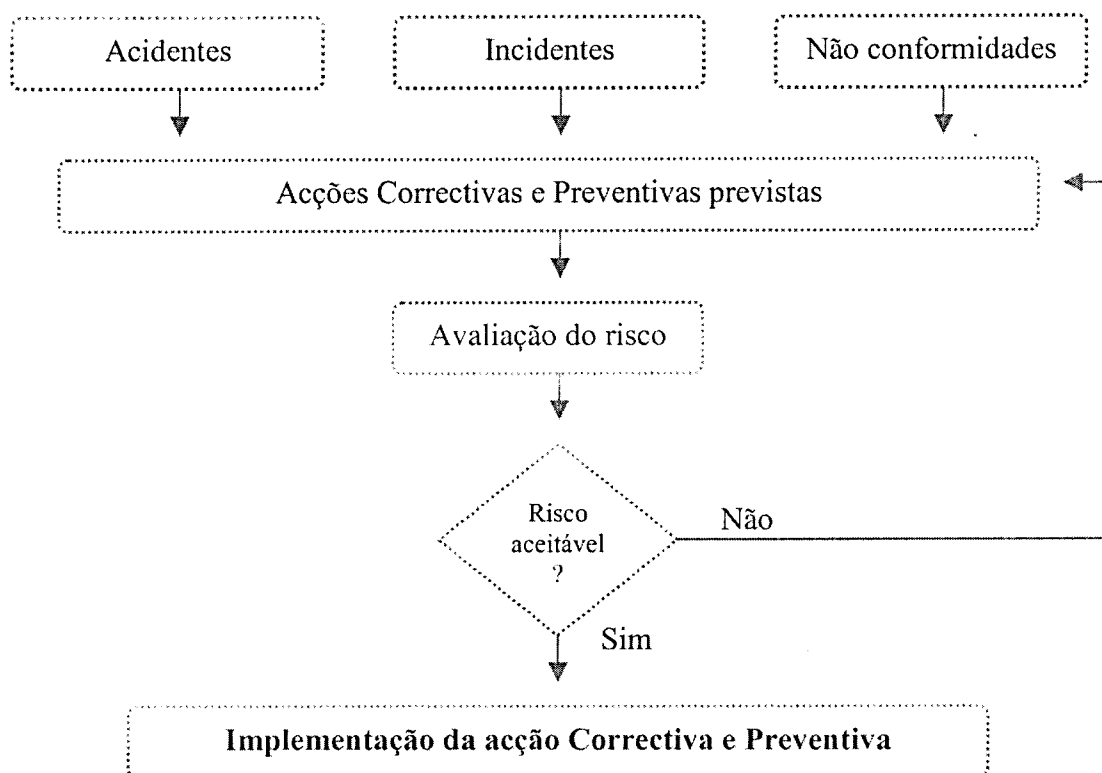 Acidentes
Incidentes
Não conformidades
Acções Correctivas e Preventivas previstas
Avaliação do risco
Risco
aceitável
?
Não
Sim
Implementação da acção Correctiva e Preventiva